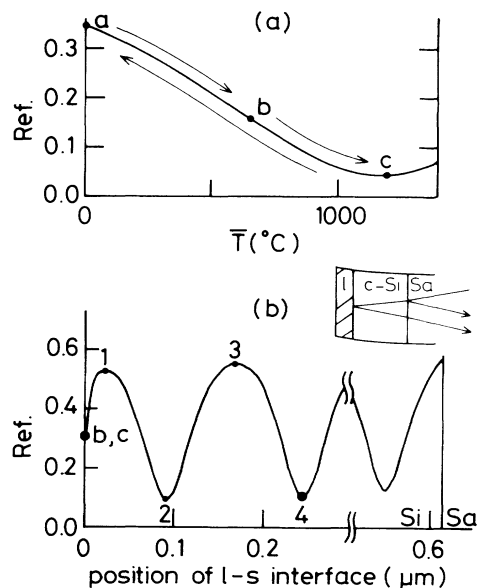 (a)
a
b
c
0.3
0.2
0.1
0.0
Ref.
0
1000
T̅(°C)
(b)
l
c-Si
Sa
0.6
0.4
0.2
0.0
Ref.
1
2
3
4
b,c
Si
Sa
0
0.1
0.2
0.6
position of l-s interface (μm)